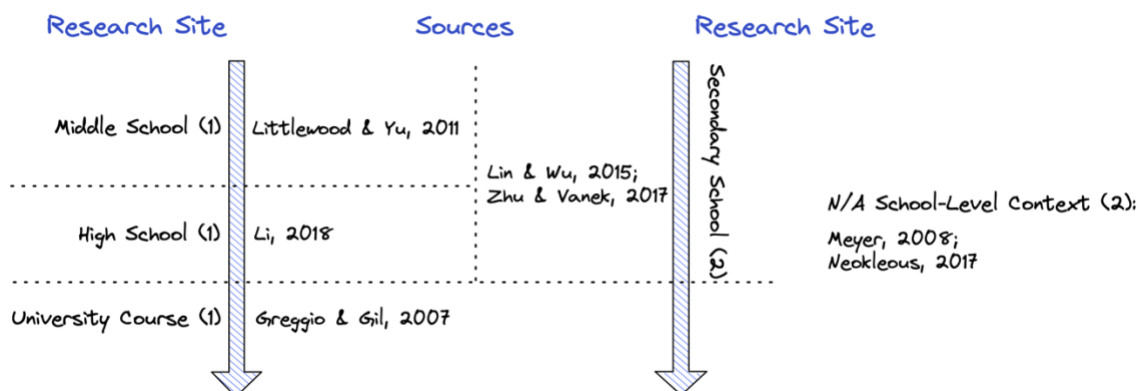 Research Site
Sources
Research Site
Middle School (1)
Littlewood & Yu, 2011
Lin & Wu, 2015;
Zhu & Vanek, 2017
High School (1)
Li, 2018
University Course (1)
Greggio & Gil, 2007
Secondary School (2)
N/A School-Level Context (2):
Meyer, 2008;
Neokleous, 2017